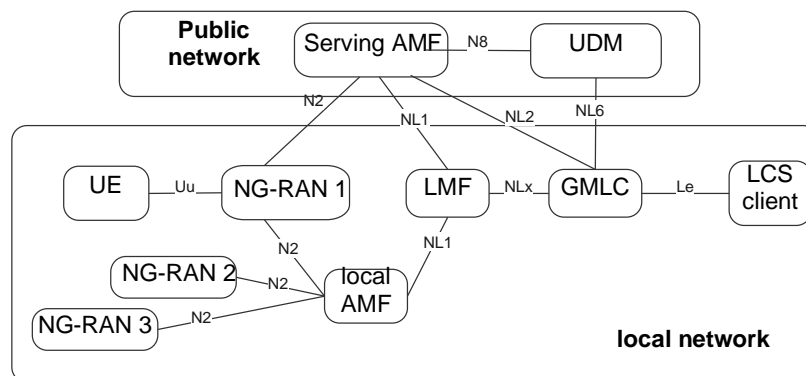 Public
network
Serving AMF
N8
UDM
N2
NL1
NL2
NL6
UE
Uu
NG-RAN 1
LMF
NLx
GMLC
Le
LCS
client
N2
NL1
NG-RAN 2
N2
local
AMF
NG-RAN 3
N2
local network